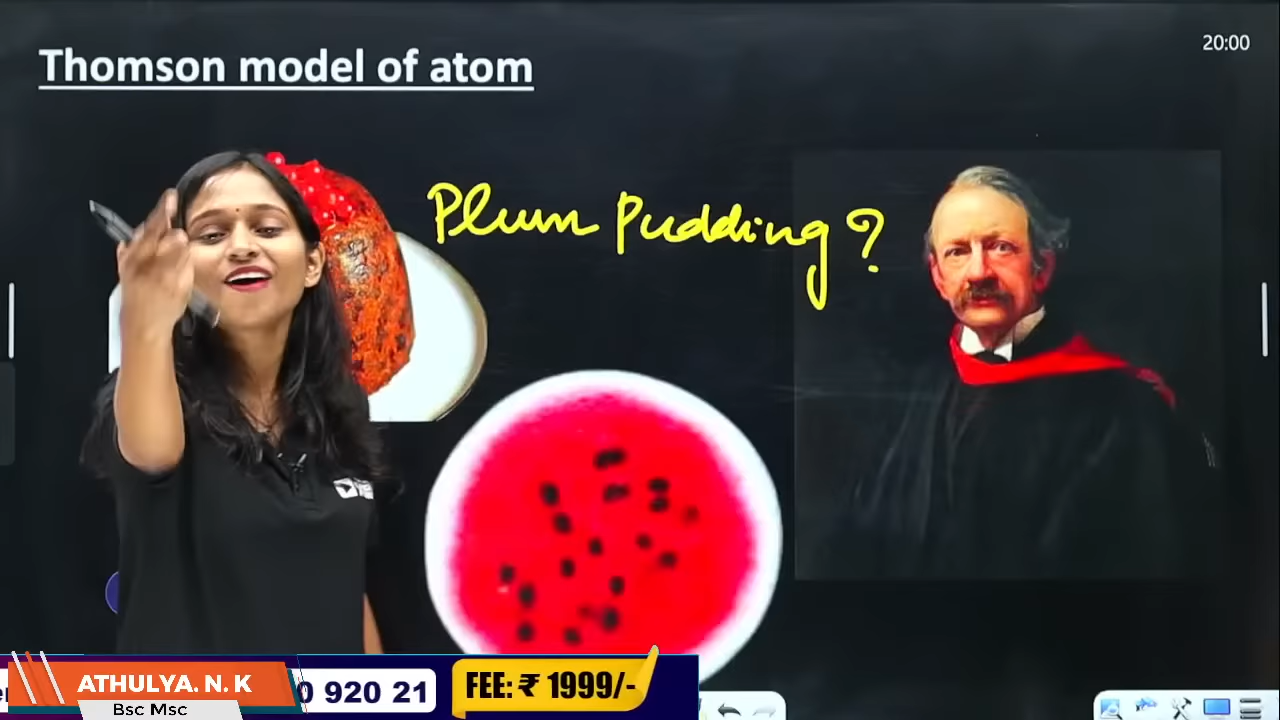 Thomson model of atom
20:00
Plum Pudding ?
ATHULYA. N. K
Bsc Msc
0 920 21
FEE: ₹ 1999/-